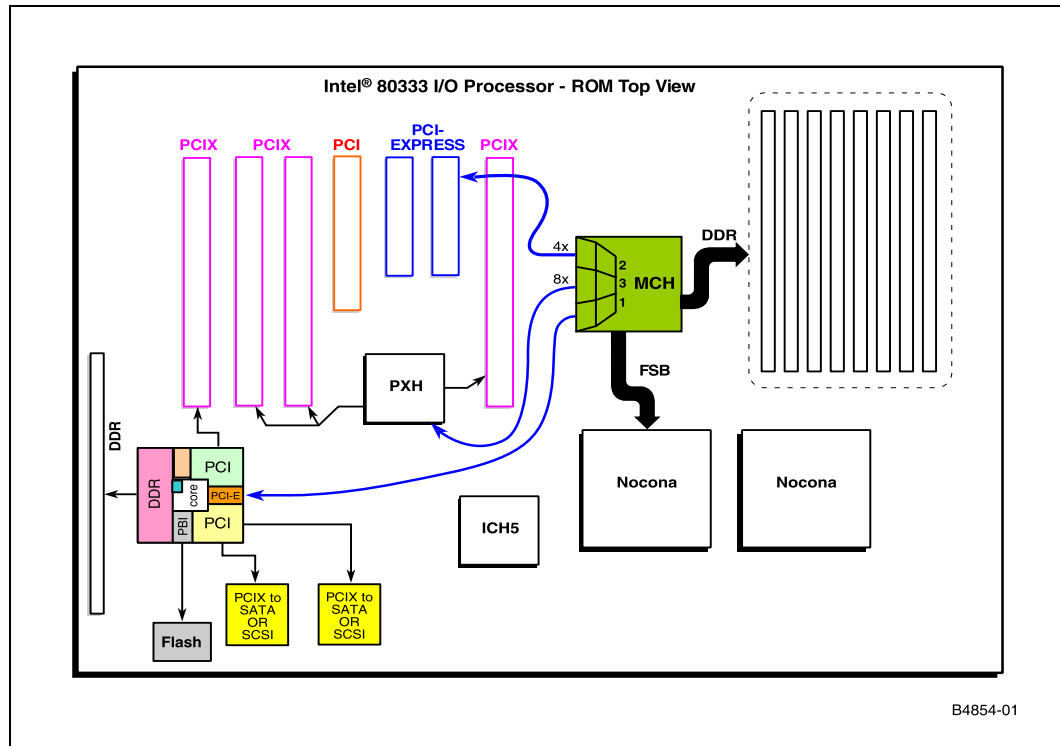 Intel® 80333 I/O Processor - ROM Top View
PCIX
PCIX
PCI
PCI-
EXPRESS
PCIX
4x
8x
2
3
1
MCH
DDR
FSB
PXH
DDR
DDR
core
PCI
PCI-E
PBI
PCI
Nocona
Nocona
ICH5
PCIX to
SATA
OR
SCSI
PCIX to
SATA
OR
SCSI
Flash
B4854-01